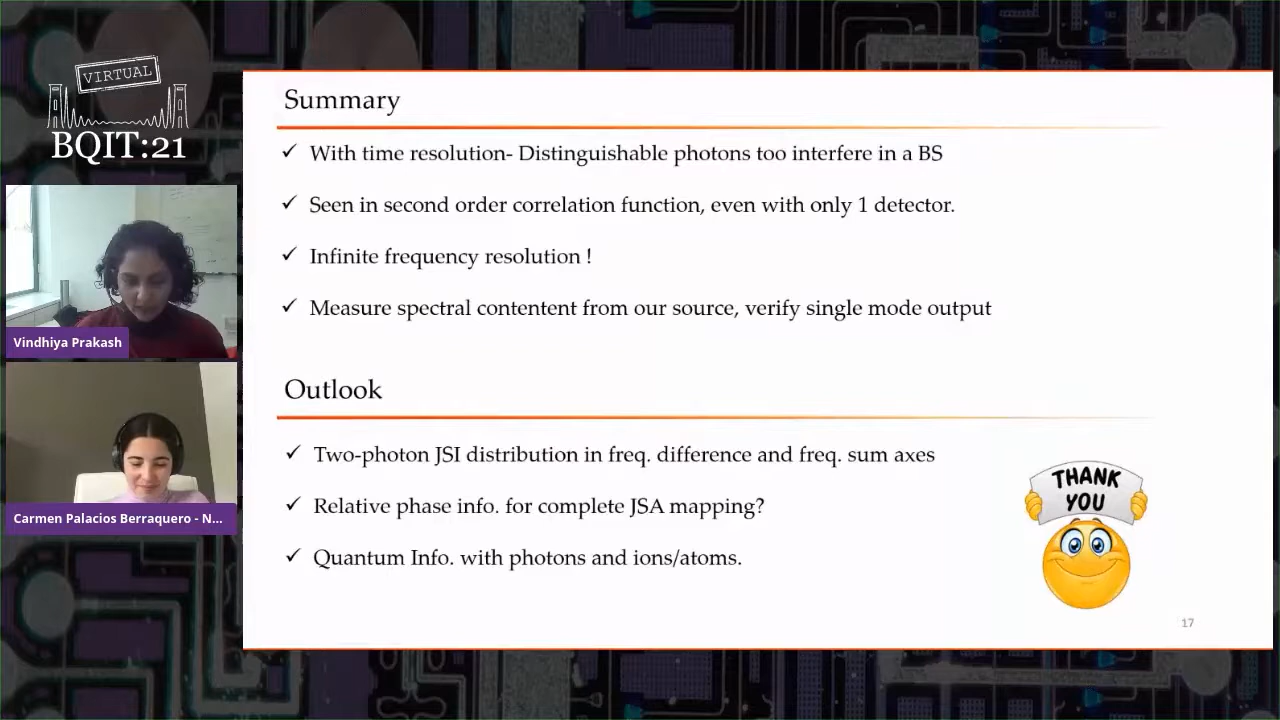 VIRTUAL
BQIT:21
Vindhiya Prakash
Carmen Palacios Berraquero - N...
Summary
✓ With time resolution- Distinguishable photons too interfere in a BS
✓ Seen in second order correlation function, even with only 1 detector.
✓ Infinite frequency resolution !
✓ Measure spectral contentent from our source, verify single mode output
Outlook
✓ Two-photon JSI distribution in freq. difference and freq. sum axes
✓ Relative phase info. for complete JSA mapping?
✓ Quantum Info. with photons and ions/atoms.
THANK
YOU
17